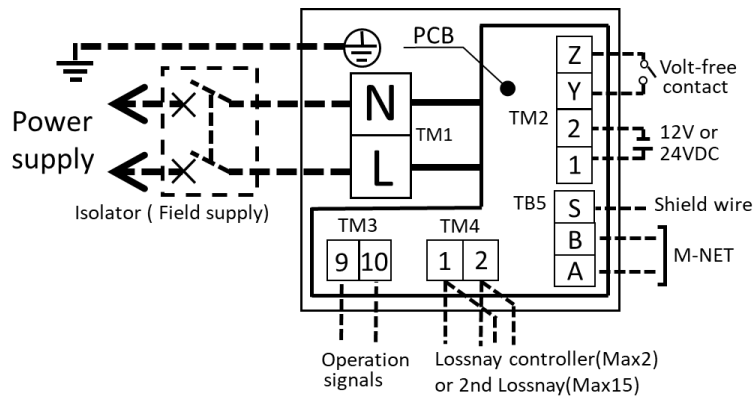 PCB
Z
Y
TM2
2
1
Volt-free
contact
12V or
24VDC
N
L
TM1
Power
supply
Isolator ( Field supply)
TB5
S
B
A
Shield wire
M-NET
TM3
9 10
TM4
1 2
Operation
signals
Lossnay controller(Max2)
or 2nd Lossnay(Max15)